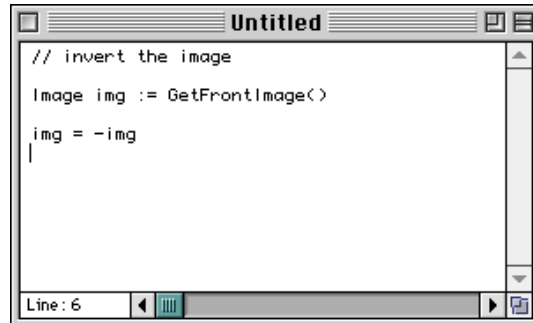 Untitled
// invert the image
Image img := GetFrontImage()
img = -img
Line: 6